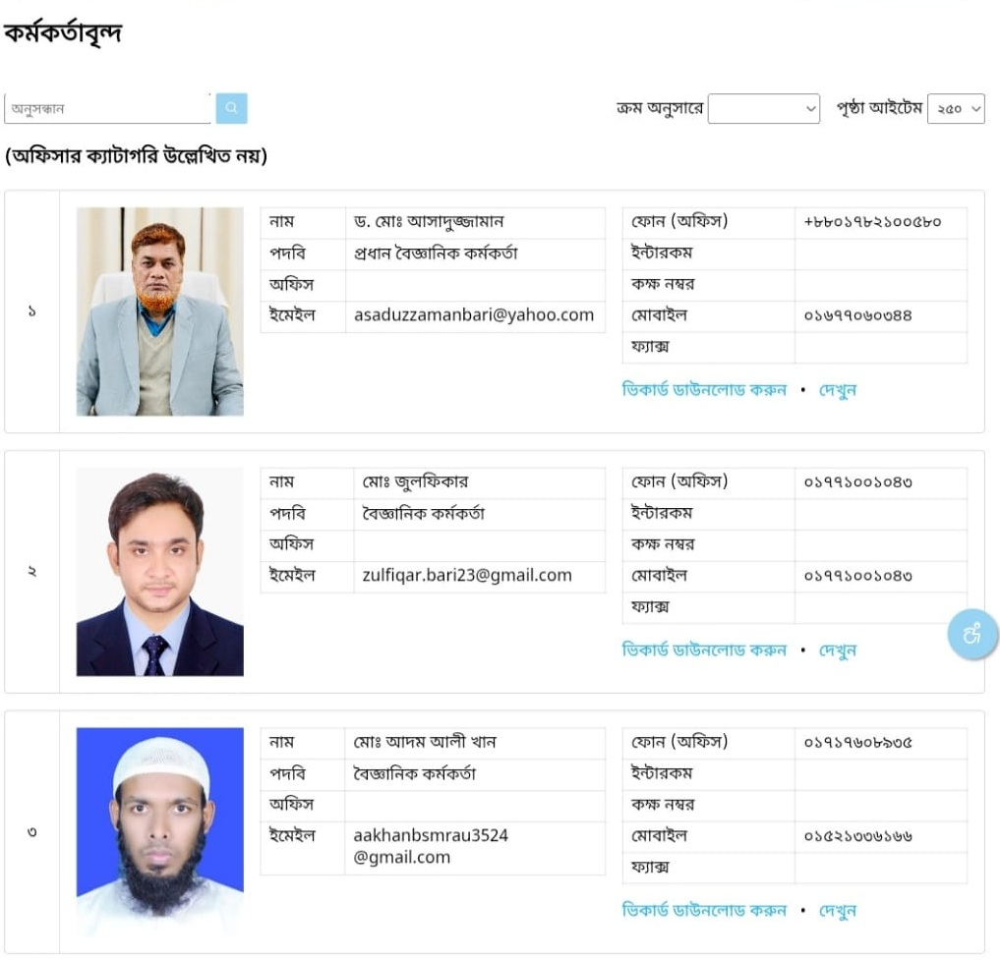 কর্মকর্তাবৃন্দ
অনুসন্ধান
ক্রম অনুসারে
পৃষ্ঠা আইটেম ২৫০
(অফিসার ক্যাটাগরি উল্লেখিত নয়)
১
নাম ড. মোঃ আসাদুজ্জামান
পদবি প্রধান বৈজ্ঞানিক কর্মকর্তা
অফিস
ইমেইল asaduzzamanbari@yahoo.com
ফোন (অফিস) +৮৮০১৭৮২১০০৫৮০
ইন্টারকম
কক্ষ নম্বর
মোবাইল ০১৬৭৭০৬০৩৪৪
ফ্যাক্স
ভিকার্ড ডাউনলোড করুন • দেখুন
২
নাম মোঃ জুলফিকার
পদবি বৈজ্ঞানিক কর্মকর্তা
অফিস
ইমেইল zulfiqar.bari23@gmail.com
ফোন (অফিস) ০১৭৭১০০১০৪৩
ইন্টারকম
কক্ষ নম্বর
মোবাইল ০১৭৭১০০১০৪৩
ফ্যাক্স
ভিকার্ড ডাউনলোড করুন • দেখুন
৩
নাম মোঃ আদম আলী খান
পদবি বৈজ্ঞানিক কর্মকর্তা
অফিস
ইমেইল aakhanbsmrau3524
@gmail.com
ফোন (অফিস) ০১৭১৭৬০৮৯৩৫
ইন্টারকম
কক্ষ নম্বর
মোবাইল ০১৫২১৩৩৬১৬৬
ফ্যাক্স
ভিকার্ড ডাউনলোড করুন • দেখুন